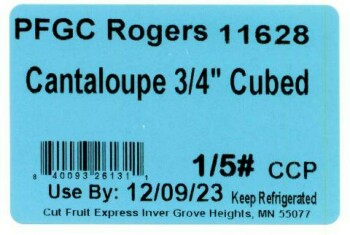 PFGC Rogers 11628
Cantaloupe 3/4" Cubed
8 40093 26131 1
1/5# CCP
Use By: 12/09/23 Keep Refrigerated
Cut Fruit Express Inver Grove Heights, MN 55077